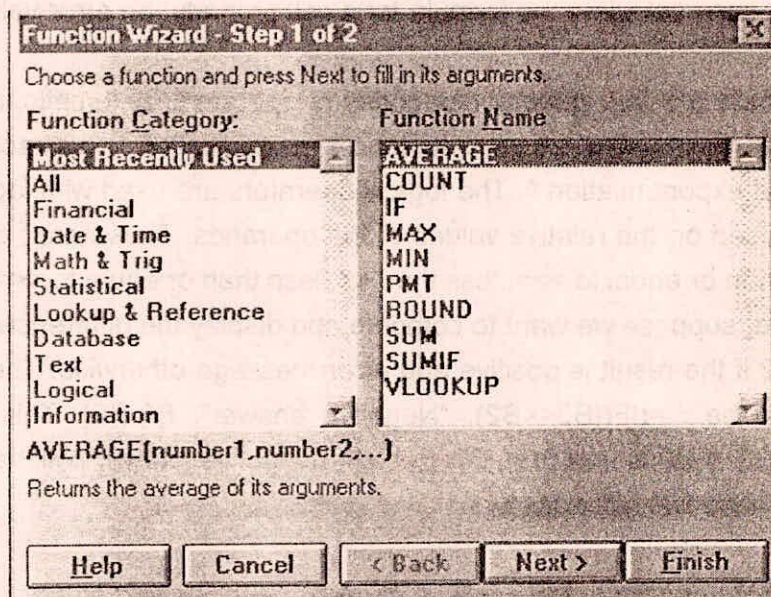 Function Wizard - Step 1 of 2
Choose a function and press Next to fill in its arguments.
Function Category:
Most Recently Used
All
Financial
Date & Time
Math & Trig
Statistical
Lookup & Reference
Database
Text
Logical
Information
Function Name
AVERAGE
COUNT
IF
MAX
MIN
PMT
ROUND
SUM
SUMIF
VLOOKUP
AVERAGE(number1,number2,...)
Returns the average of its arguments.
Help
Cancel
< Back
Next >
Finish